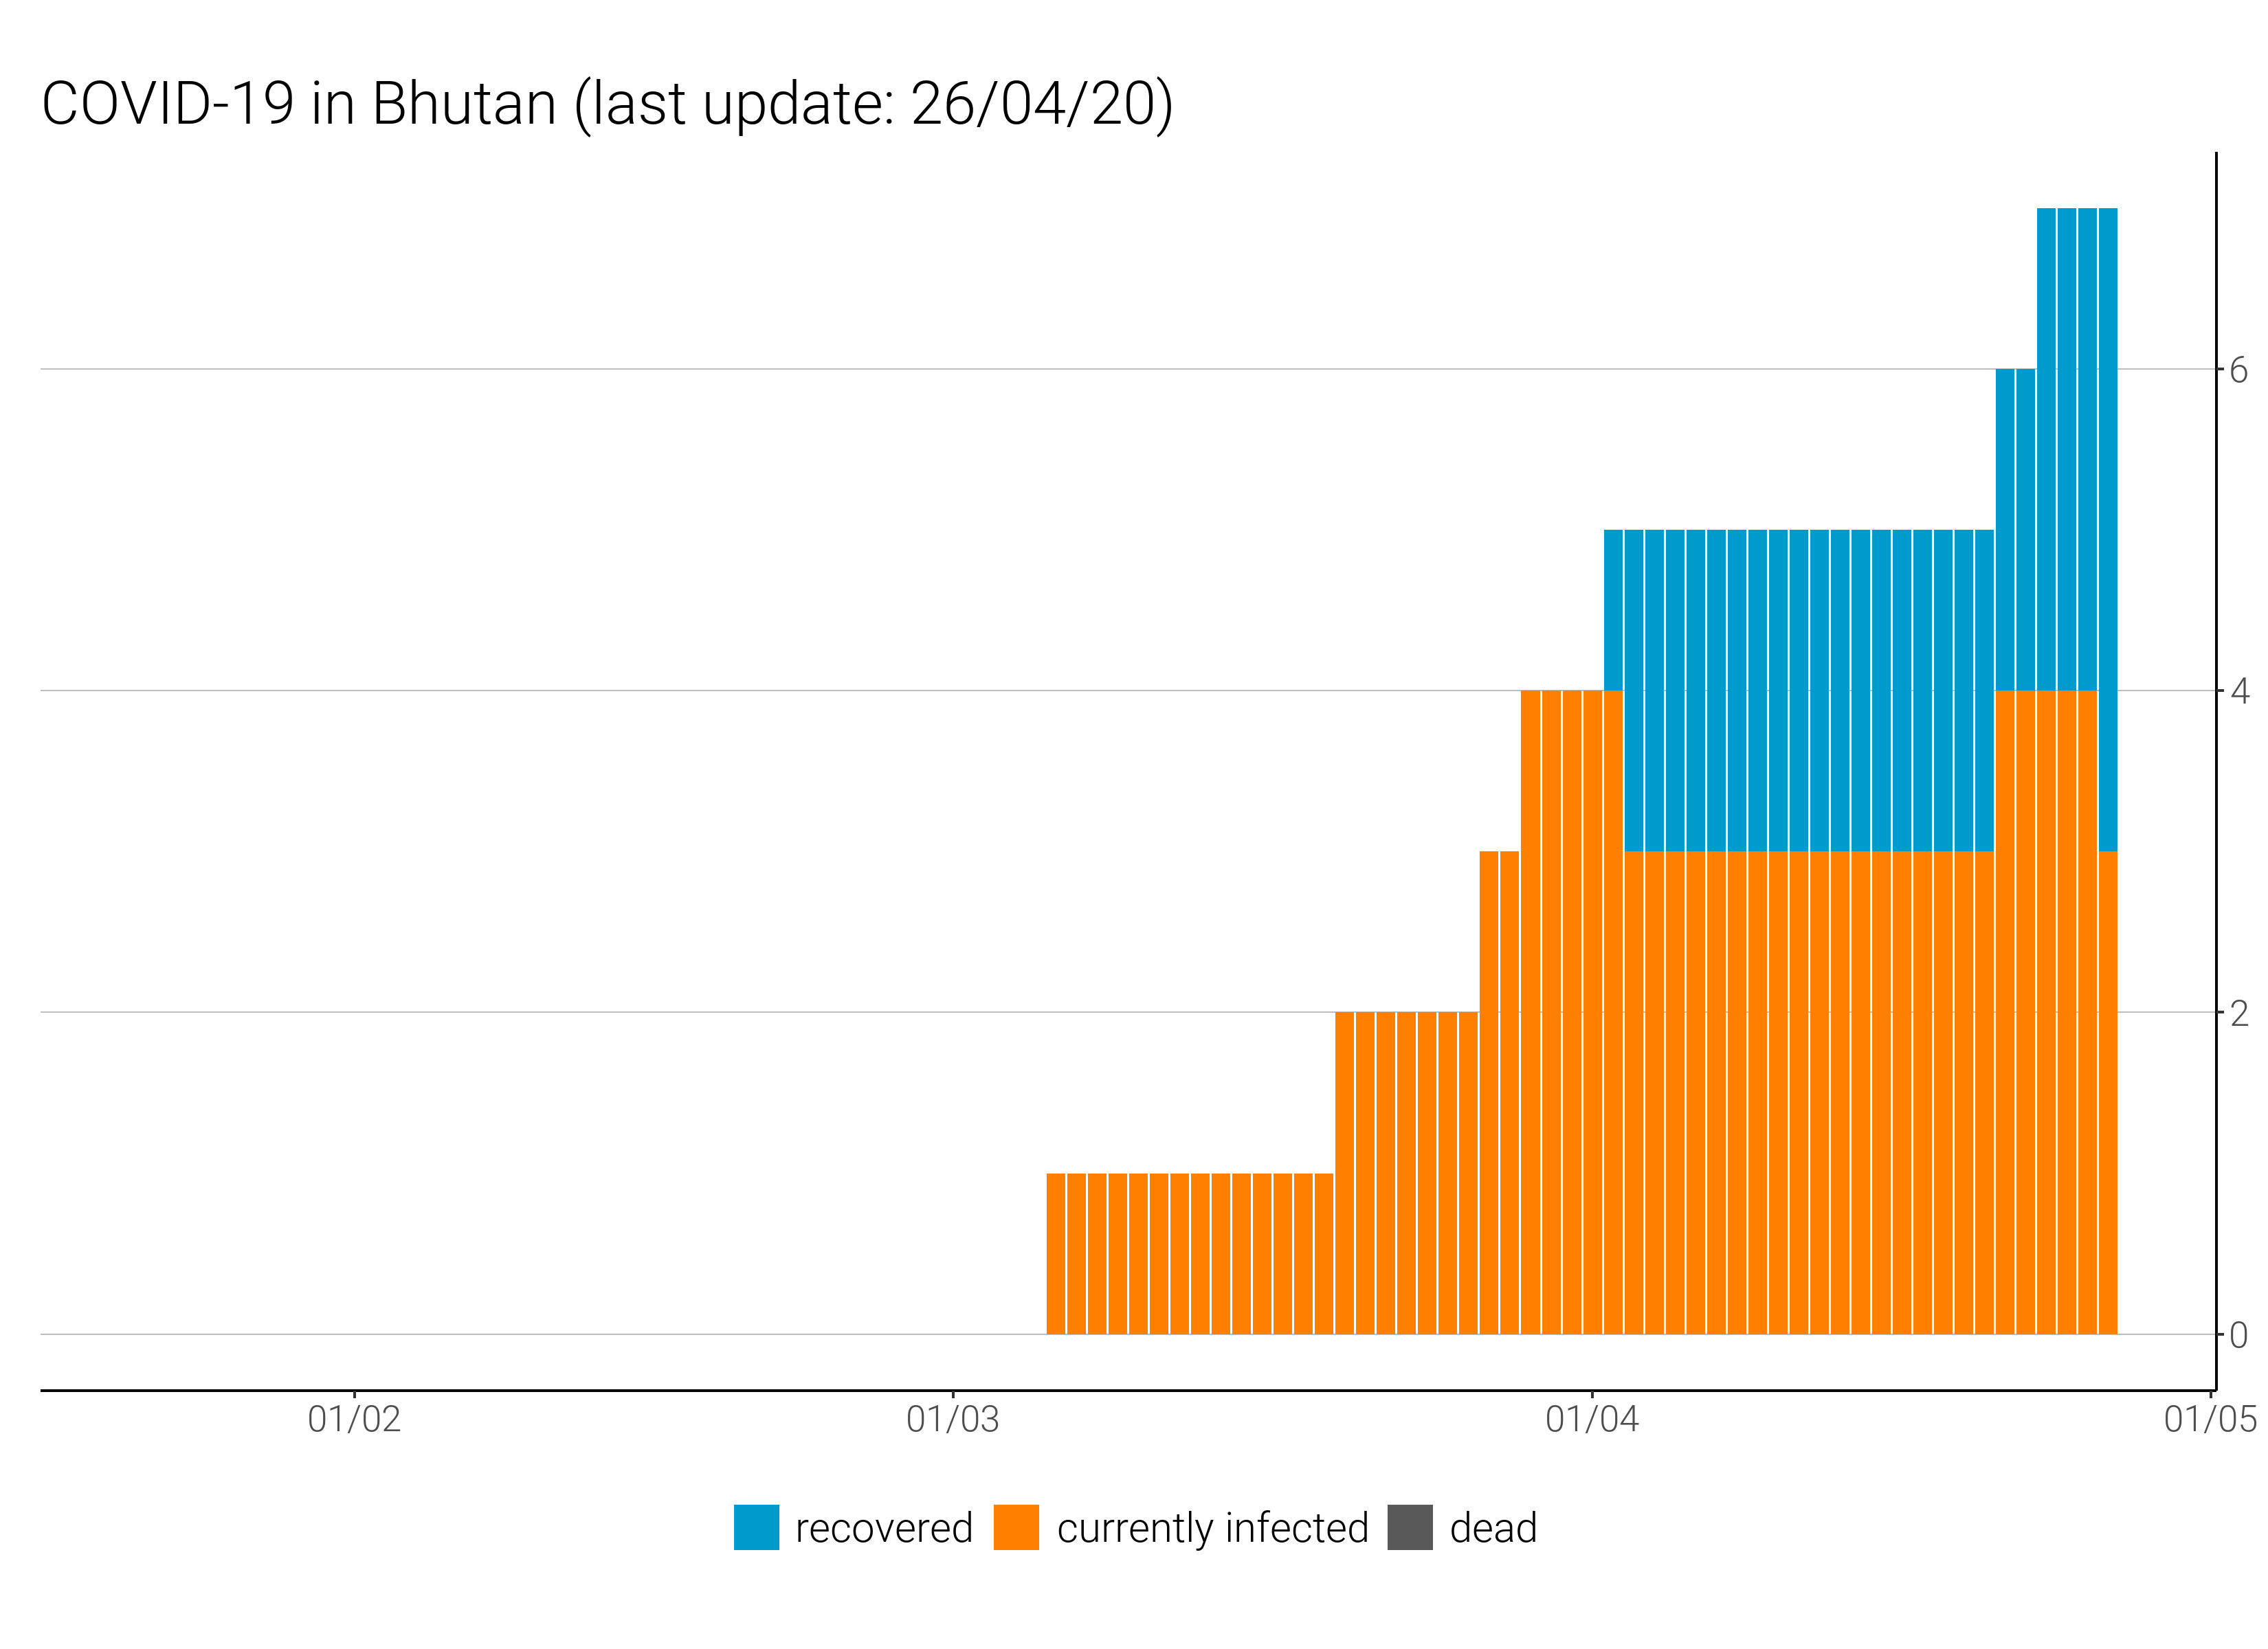 COVID-19 in Bhutan (last update: 26/04/20)
6
4
2
0
01/02 01/03 01/04 01/05
recovered currently infected dead